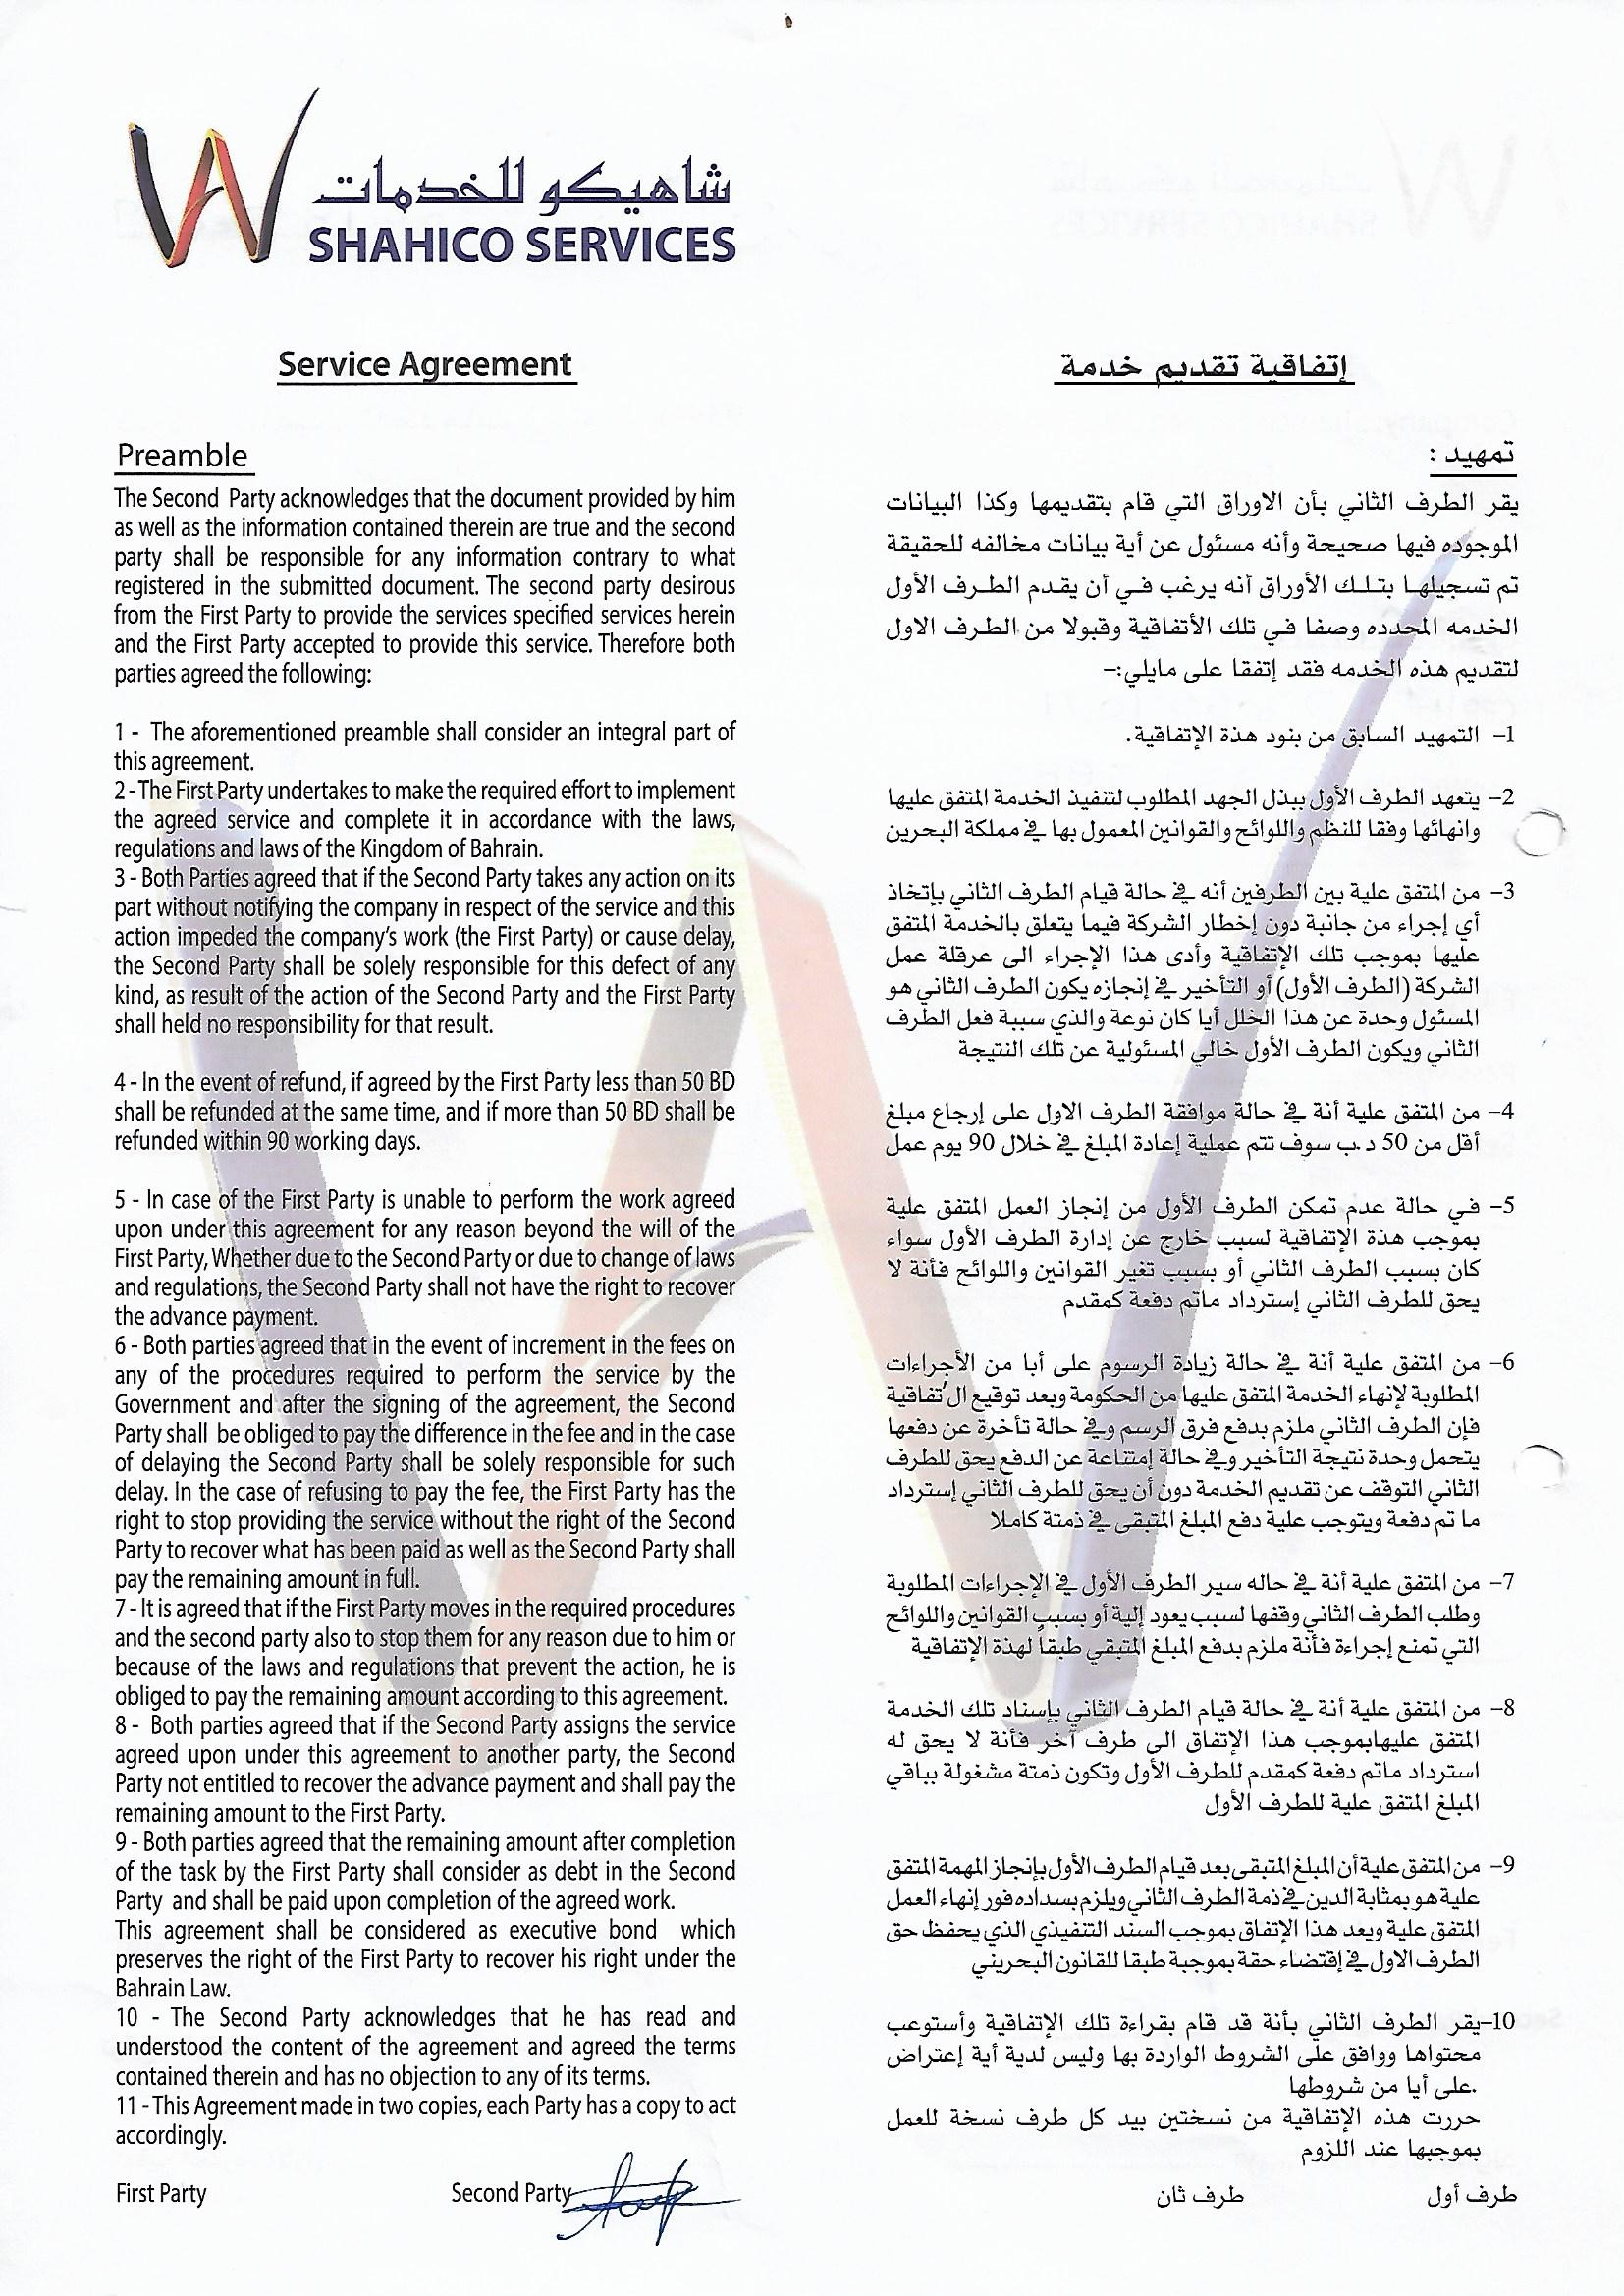 شاهيكو للخدمات
SHAHICO SERVICES
Service Agreement
Preamble
The Second Party acknowledges that the document provided by him
as well as the information contained therein are true and the second
party shall be responsible for any information contrary to what
registered in the submitted document. The second party desirous
from the First Party to provide the services specified services herein
and the First Party accepted to provide this service. Therefore both
parties agreed the following:
1 - The aforementioned preamble shall consider an integral part of
this agreement.
2 - The First Party undertakes to make the required effort to implement
the agreed service and complete it in accordance with the laws,
regulations and laws of the Kingdom of Bahrain.
3 - Both Parties agreed that if the Second Party takes any action on its
part without notifying the company in respect of the service and this
action impeded the company's work (the First Party) or cause delay,
the Second Party shall be solely responsible for this defect of any
kind, as result of the action of the Second Party and the First Party
shall held no responsibility for that result.
4 - In the event of refund, if agreed by the First Party less than 50 BD
shall be refunded at the same time, and if more than 50 BD shall be
refunded within 90 working days.
5 - In case of the First Party is unable to perform the work agreed
upon under this agreement for any reason beyond the will of the
First Party, Whether due to the Second Party or due to change of laws
and regulations, the Second Party shall not have the right to recover
the advance payment.
6 - Both parties agreed that in the event of increment in the fees on
any of the procedures required to perform the service by the
Government and after the signing of the agreement, the Second
Party shall be obliged to pay the difference in the fee and in the case
of delaying the Second Party shall be solely responsible for such
delay. In the case of refusing to pay the fee, the First Party has the
right to stop providing the service without the right of the Second
Party to recover what has been paid as well as the Second Party shall
pay the remaining amount in full.
7 - It is agreed that if the First Party moves in the required procedures
and the second party also to stop them for any reason due to him or
because of the laws and regulations that prevent the action, he is
obliged to pay the remaining amount according to this agreement.
8 - Both parties agreed that if the Second Party assigns the service
agreed upon under this agreement to another party, the Second
Party not entitled to recover the advance payment and shall pay the
remaining amount to the First Party.
9 - Both parties agreed that the remaining amount after completion
of the task by the First Party shall consider as debt in the Second
Party and shall be paid upon completion of the agreed work.
This agreement shall be considered as executive bond which
preserves the right of the First Party to recover his right under the
Bahrain Law.
10 - The Second Party acknowledges that he has read and
understood the content of the agreement and agreed the terms
contained therein and has no objection to any of its terms.
11 - This Agreement made in two copies, each Party has a copy to act
accordingly.
First Party Second Party
إتفاقية تقديم خدمة
تمهيد :
يقر الطرف الثاني بأن الاوراق التي قام بتقديمها وكذا البيانات
الموجوده فيها صحيحة وأنه مسئول عن أية بيانات مخالفه للحقيقة
تم تسجيلها بتلك الأوراق أنه يرغب في أن يقدم الطرف الأول
الخدمه المحدده وصفا في تلك الأتفاقية وقبولا من الطرف الاول
لتقديم هذه الخدمه فقد إتفقا على مايلي:-
1- التمهيد السابق من بنود هذة الإتفاقية.
2- يتعهد الطرف الأول ببذل الجهد المطلوب لتنفيذ الخدمة المتفق عليها
وانهائها وفقا للنظم واللوائح والقوانين المعمول بها في مملكة البحرين
3- من المتفق علية بين الطرفين أنه في حالة قيام الطرف الثاني بإتخاذ
أي إجراء من جانبة دون إخطار الشركة فيما يتعلق بالخدمة المتفق
عليها بموجب تلك الإتفاقية وأدى هذا الإجراء الى عرقلة عمل
الشركة (الطرف الأول) أو التأخير في إنجازه يكون الطرف الثاني هو
المسئول وحدة عن هذا الخلل أيا كان نوعة والذي سببة فعل الطرف
الثاني ويكون الطرف الأول خالي المسئولية عن تلك النتيجة
4- من المتفق علية أنة في حالة موافقة الطرف الاول على إرجاع مبلغ
أقل من 50 د.ب سوف تتم عملية إعادة المبلغ في خلال 90 يوم عمل
5- في حالة عدم تمكن الطرف الأول من إنجاز العمل المتفق علية
بموجب هذة الإتفاقية لسبب خارج عن إدارة الطرف الأول سواء
كان بسبب الطرف الثاني أو بسبب تغير القوانين واللوائح فأنة لا
يحق للطرف الثاني إسترداد ماتم دفعة كمقدم
6- من المتفق علية أنة في حالة زيادة الرسوم على أبا من الأجراءات
المطلوبة لإنهاء الخدمة المتفق عليها من الحكومة وبعد توقيع ال’تفاقية
فإن الطرف الثاني ملزم بدفع فرق الرسم وفي حالة تأخرة عن دفعها
يتحمل وحدة نتيجة التأخير وفي حالة إمتناعة عن الدفع يحق للطرف
الثاني التوقف عن تقديم الخدمة دون أن يحق للطرف الثاني إسترداد
ما تم دفعة ويتوجب علية دفع المبلغ المتبقى في ذمتة كاملا
7- من المتفق علية أنة في حاله سير الطرف الأول في الإجراءات المطلوبة
وطلب الطرف الثاني وقفها لسبب يعود إلية أو بسبب القوانين واللوائح
التي تمنع إجراءة فأنة ملزم بدفع المبلغ المتبقي طبقاً لهذة الإتفاقية
8- من المتفق علية أنة في حالة قيام الطرف الثاني بإسناد تلك الخدمة
المتفق عليهابموجب هذا الإتفاق الى طرف آخر فأنة لا يحق له
استرداد ماتم دفعة كمقدم للطرف الأول وتكون ذمتة مشغولة بباقي
المبلغ المتفق علية للطرف الأول
9- من المتفق علية أن المبلغ المتبقى بعد قيام الطرف الأول بإنجاز المهمة المتفق
علية هو بمثابة الدين في ذمة الطرف الثاني ويلزم بسداده فور إنهاء العمل
المتفق علية ويعد هذا الإتفاق بموجب السند التنفيذي الذي يحفظ حق
الطرف الاول في إقتضاء حقة بموجبة طبقا للقانون البحريني
10-يقر الطرف الثاني بأنة قد قام بقراءة تلك الإتفاقية وأستوعب
محتواها ووافق على الشروط الواردة بها وليس لدية أية إعتراض
.على أيا من شروطها
حررت هذه الإتفاقية من نسختين بيد كل طرف نسخة للعمل
بموجبها عند اللزوم
طرف أول طرف ثان